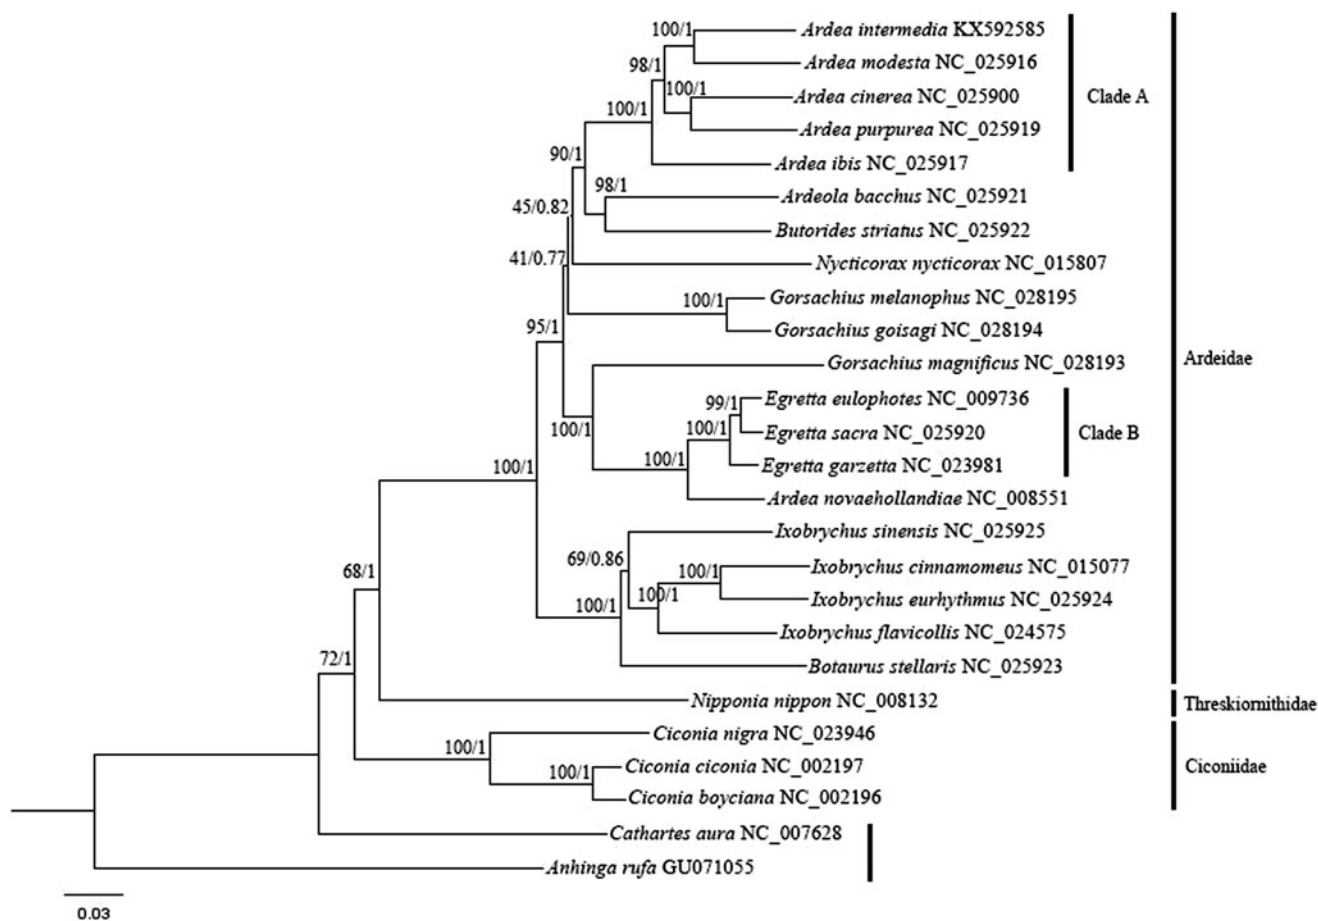 100/1
Ardea intermedia KX592585
Ardea modesta NC_025916
98/1
100/1
Ardea cinerea NC_025900
Clade A
100/1
Ardea purpurea NC_025919
90/1
Ardea ibis NC_025917
98/1
Ardeola bacchus NC_025921
45/0.82
Butorides striatus NC_025922
41/0.77
Nycticorax nycticorax NC_015807
100/1
Gorsachius melanophus NC_028195
95/1
Gorsachius goisagi NC_028194
Ardeidae
Gorsachius magnificus NC_028193
99/1
Egretta eulophotes NC_009736
100/1
100/1
Egretta sacra NC_025920
Clade B
100/1
100/1
Egretta garzetta NC_023981
Ardea novaehollandiae NC_008551
Ixobrychus sinensis NC_025925
69/0.86
68/1
100/1
Ixobrychus cinnamomeus NC_015077
100/1
100/1
Ixobrychus eurhythmus NC_025924
Ixobrychus flavicollis NC_024575
72/1
Botaurus stellaris NC_025923
Nipponia nippon NC_008132
Threskiornithidae
Ciconia nigra NC_023946
100/1
100/1
Ciconia ciconia NC_002197
Ciconiidae
Ciconia boyciana NC_002196
Cathartes aura NC_007628
Anhinga rufa GU071055
0.03